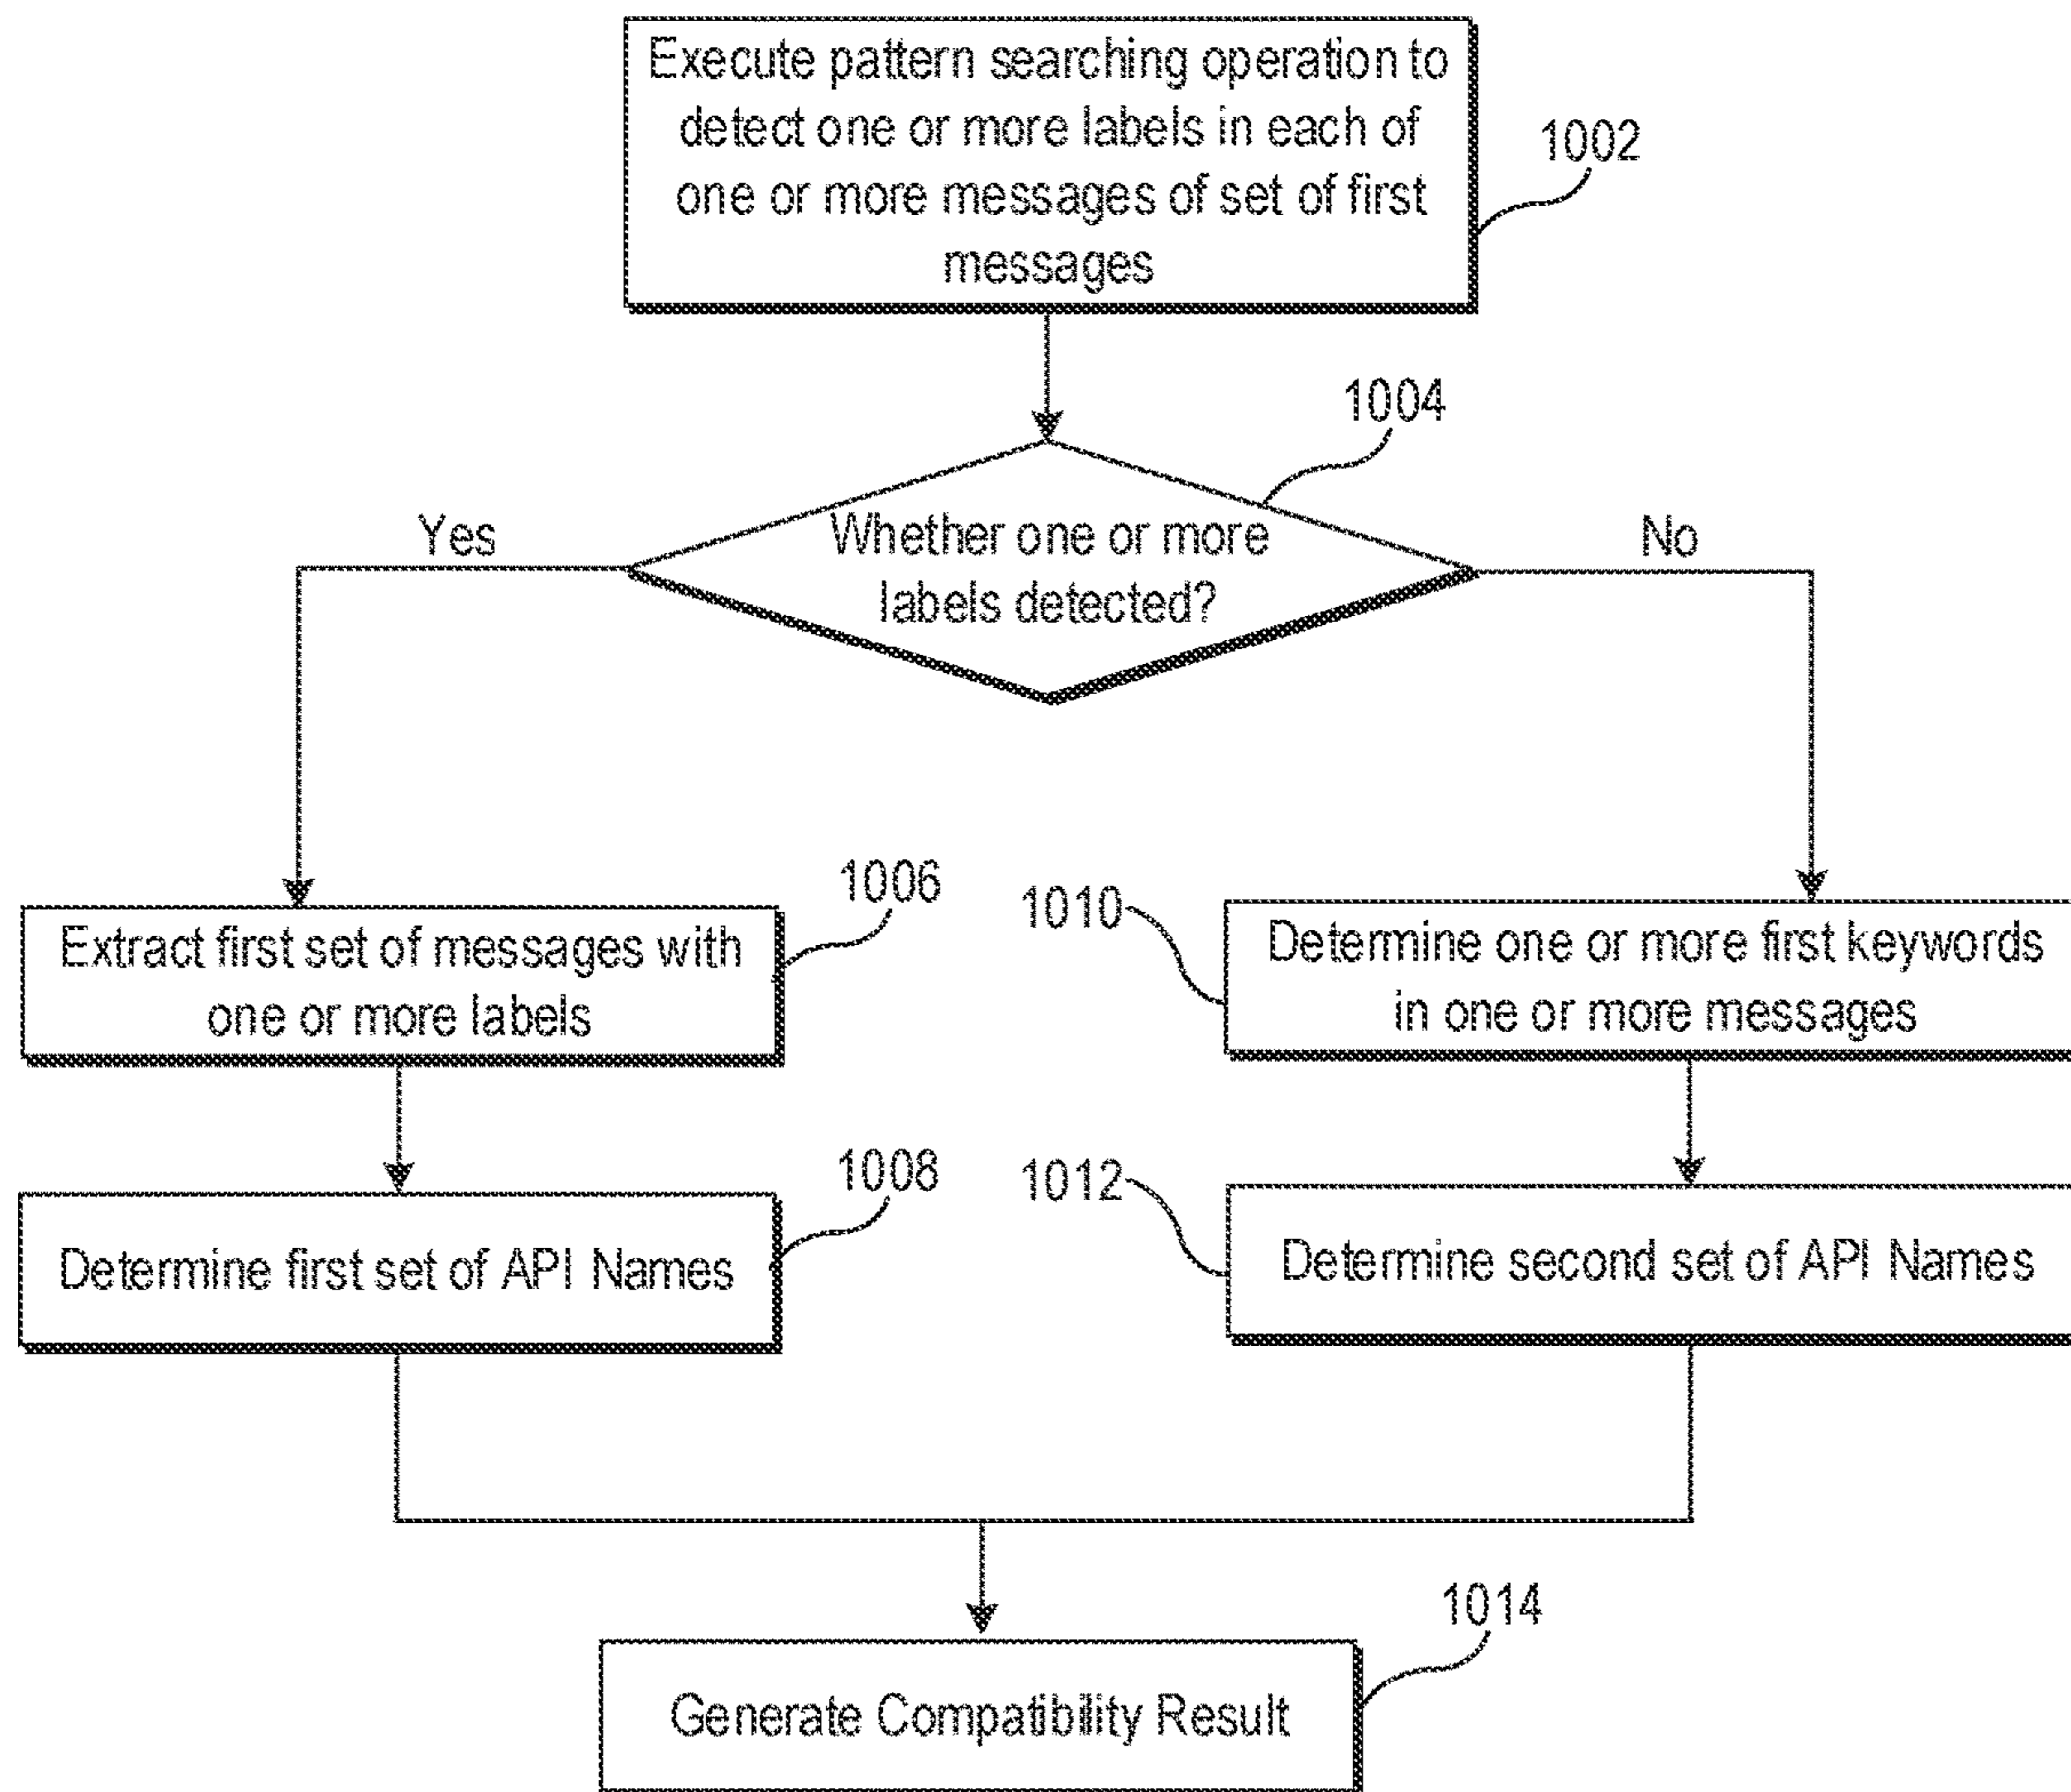 Execute pattern searching operation to
detect one or more labels in each of
one or more messages of set of first
messages
1002
1004
Whether one or more
labels detected?
Yes
No
1006
Extract first set of messages with
one or more labels
1010
Determine one or more first keywords
in one or more messages
1008
Determine first set of API Names
1012
Determine second set of API Names
1014
Generate Compatibility Result